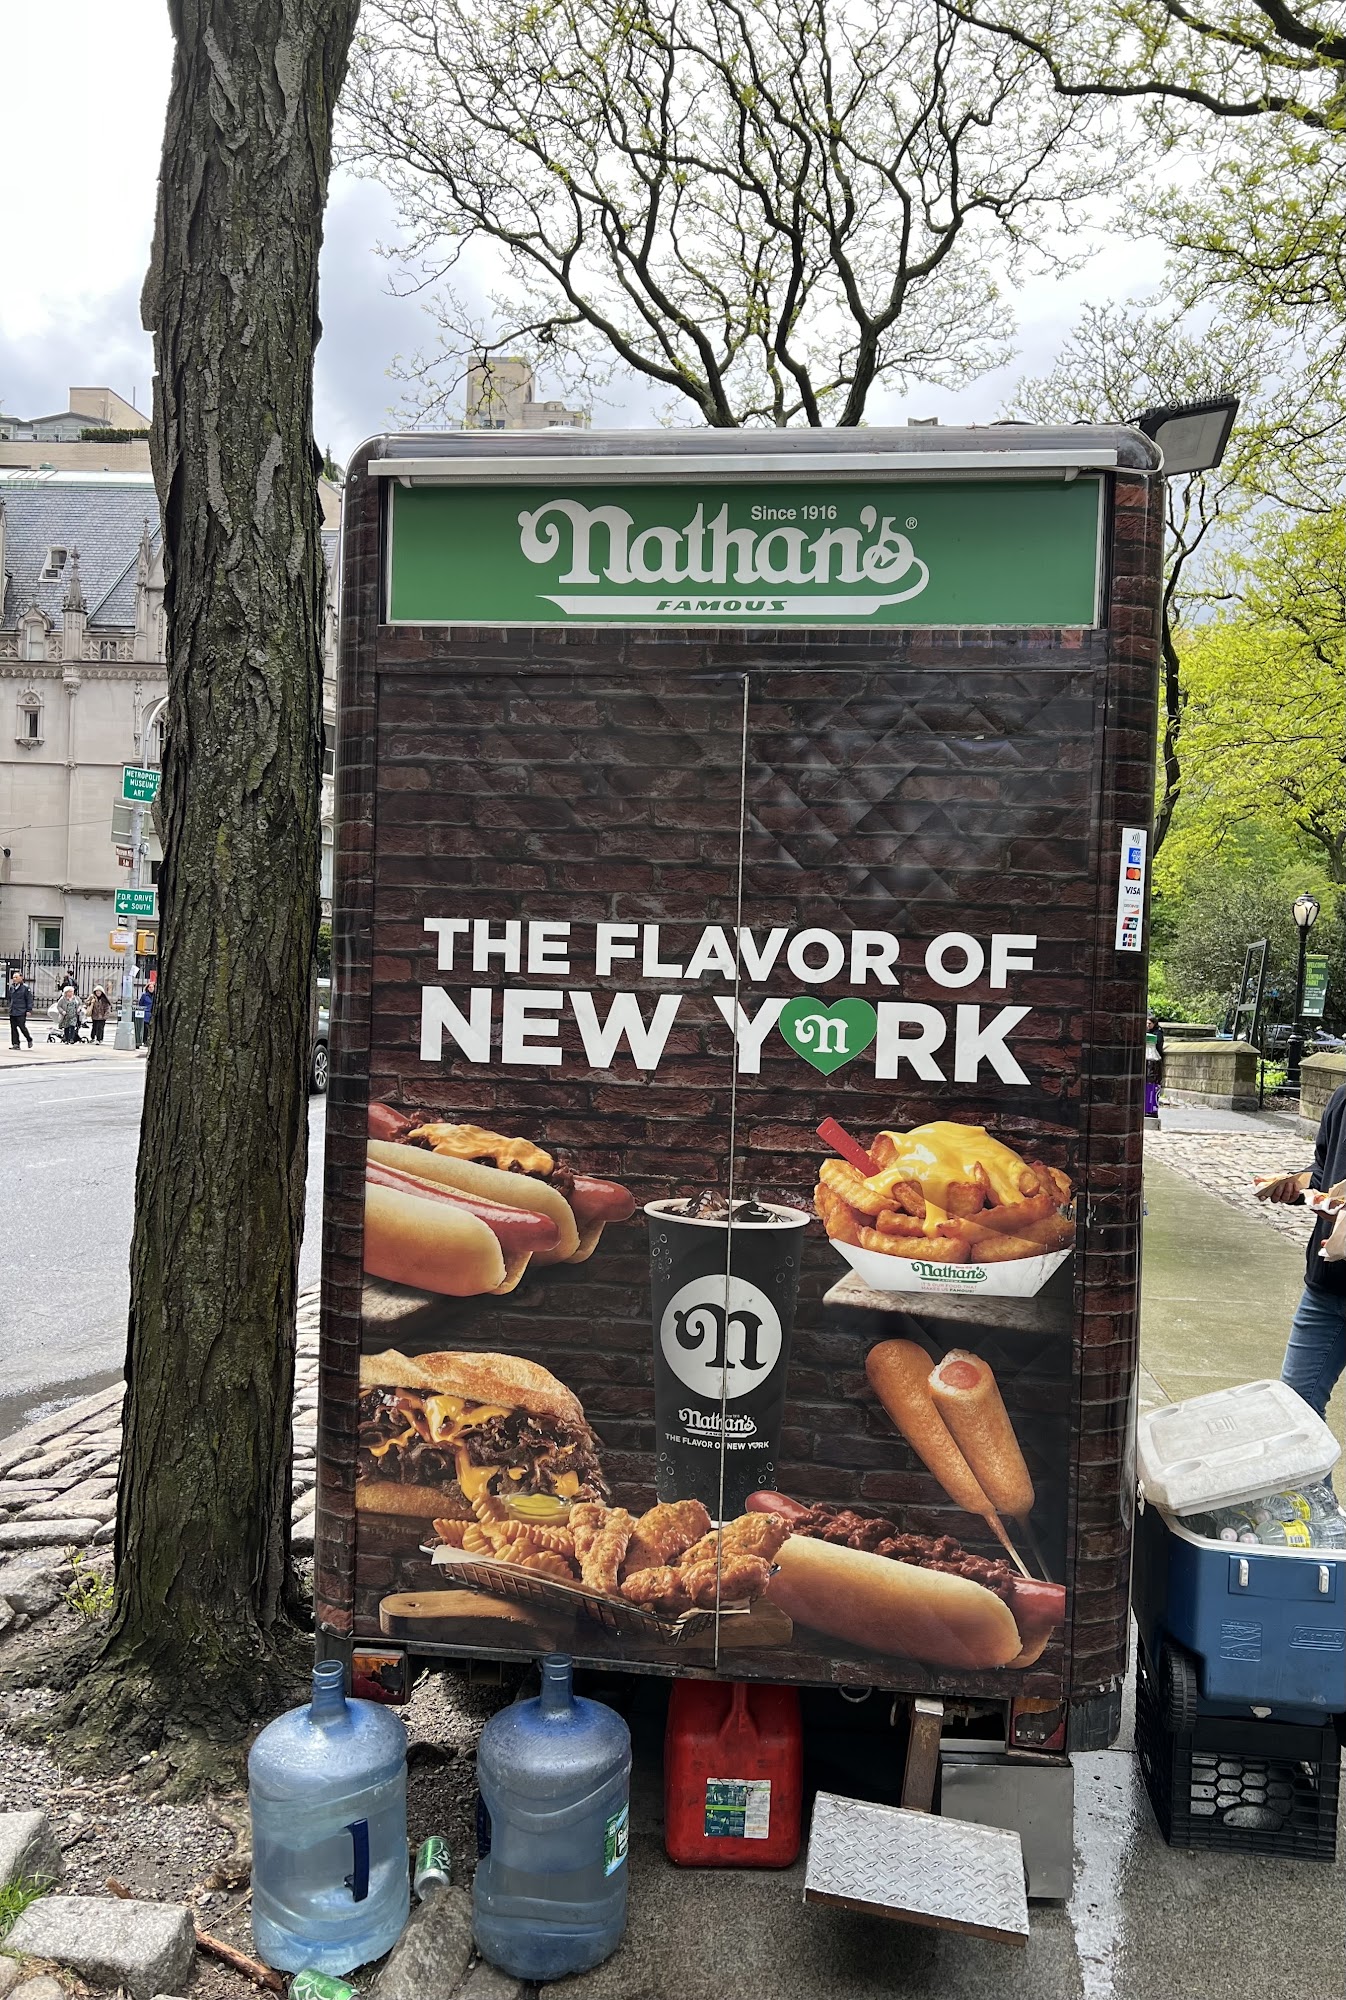 Since 1916
Nathan's®
FAMOUS
METROPOLIT
MUSEUM
ART
F.D.R. DRIVE
SOUTH
VISA
THE FLAVOR OF
NEW YORK
n
Nathan's
n
Nathan's
THE FLAVOR OF NEW YORK